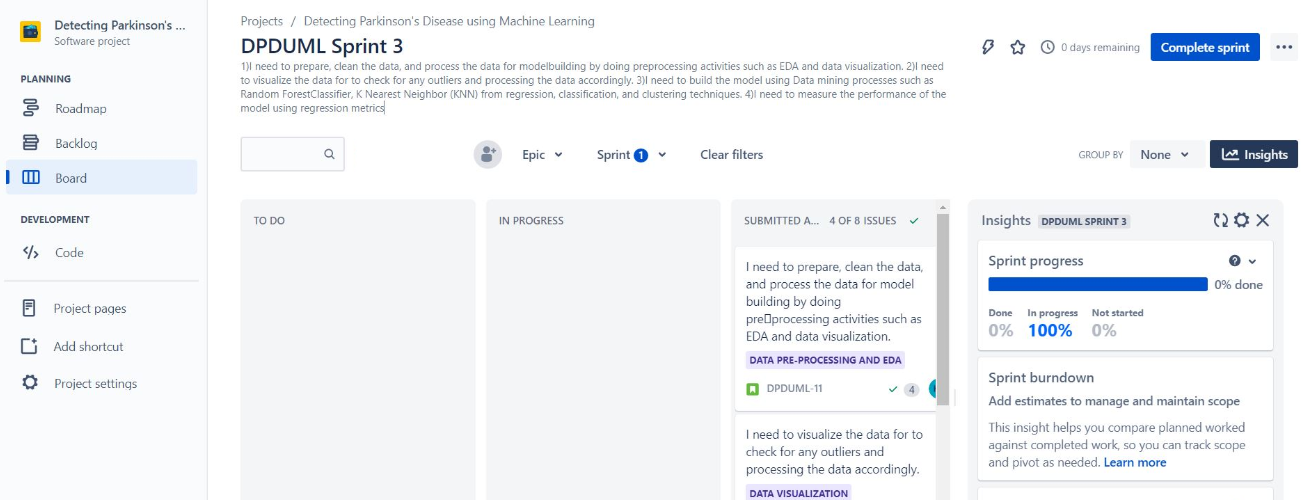 Detecting Parkinson's ...
Software project
PLANNING
Roadmap
Backlog
Board
DEVELOPMENT
Code
Project pages
Add shortcut
Project settings
Projects / Detecting Parkinson's Disease using Machine Learning
DPDUML Sprint 3
1)I need to prepare, clean the data, and process the data for modelbuilding by doing preprocessing activities such as EDA and data visualization. 2)I need
to visualize the data for to check for any outliers and processing the data accordingly. 3)I need to build the model using Data mining processes such as
Random ForestClassifier, K Nearest Neighbor (KNN) from regression, classification, and clustering techniques. 4)I need to measure the performance of the
model using regression metrics
0 days remaining
Complete sprint
Epic
Sprint 1
Clear filters
GROUP BY
None
Insights
TO DO
IN PROGRESS
SUBMITTED A... 4 OF 8 ISSUES
I need to prepare, clean the data,
and process the data for model
building by doing
pre▯processing activities such as
EDA and data visualization.
DATA PRE-PROCESSING AND EDA
DPDUML-11
4
I need to visualize the data for to
check for any outliers and
processing the data accordingly.
DATA VISUALIZATION
Insights DPDUML SPRINT 3
Sprint progress
0% done
Done In progress Not started
0% 100% 0%
Sprint burndown
Add estimates to manage and maintain scope
This insight helps you compare planned worked
against completed work, so you can track scope
and pivot as needed. Learn more